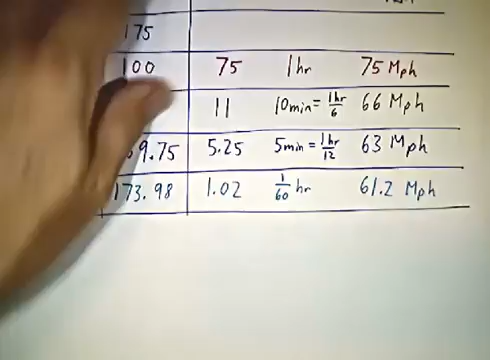 175
100 75 1hr 75 Mph
11 10min = 1hr/6 66 Mph
9.75 5.25 5min = 1hr/12 63 Mph
173.98 1.02 1/60 hr 61.2 Mph